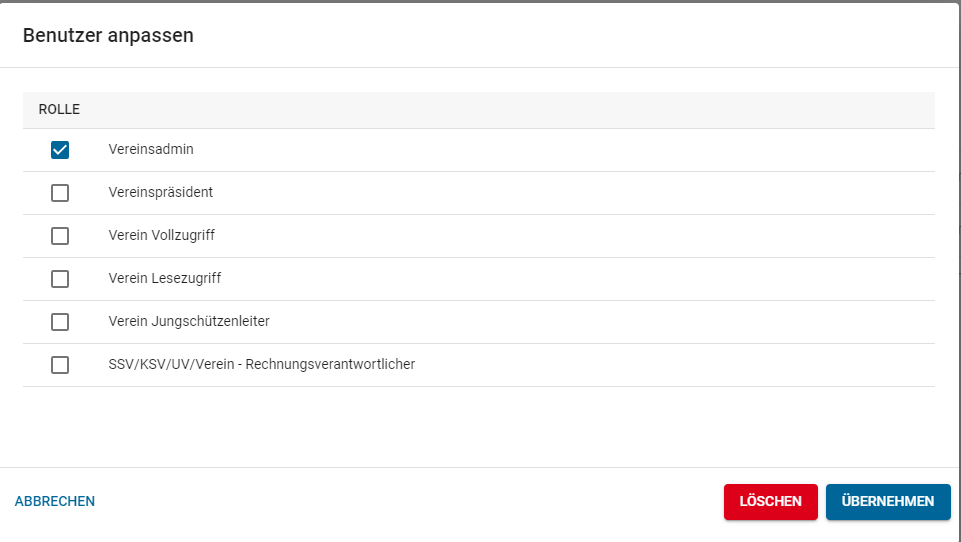 Benutzer anpassen
ROLLE
Vereinsadmin
Vereinspräsident
Verein Vollzugriff
Verein Lesezugriff
Verein Jungschützenleiter
SSV/KSV/UV/Verein - Rechnungsverantwortlicher
ABBRECHEN
LÖSCHEN
ÜBERNEHMEN